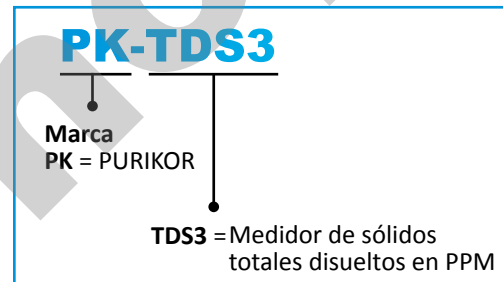 PK-TDS3
Marca
PK = PURIKOR
TDS3 = Medidor de sólidos
totales disueltos en PPM